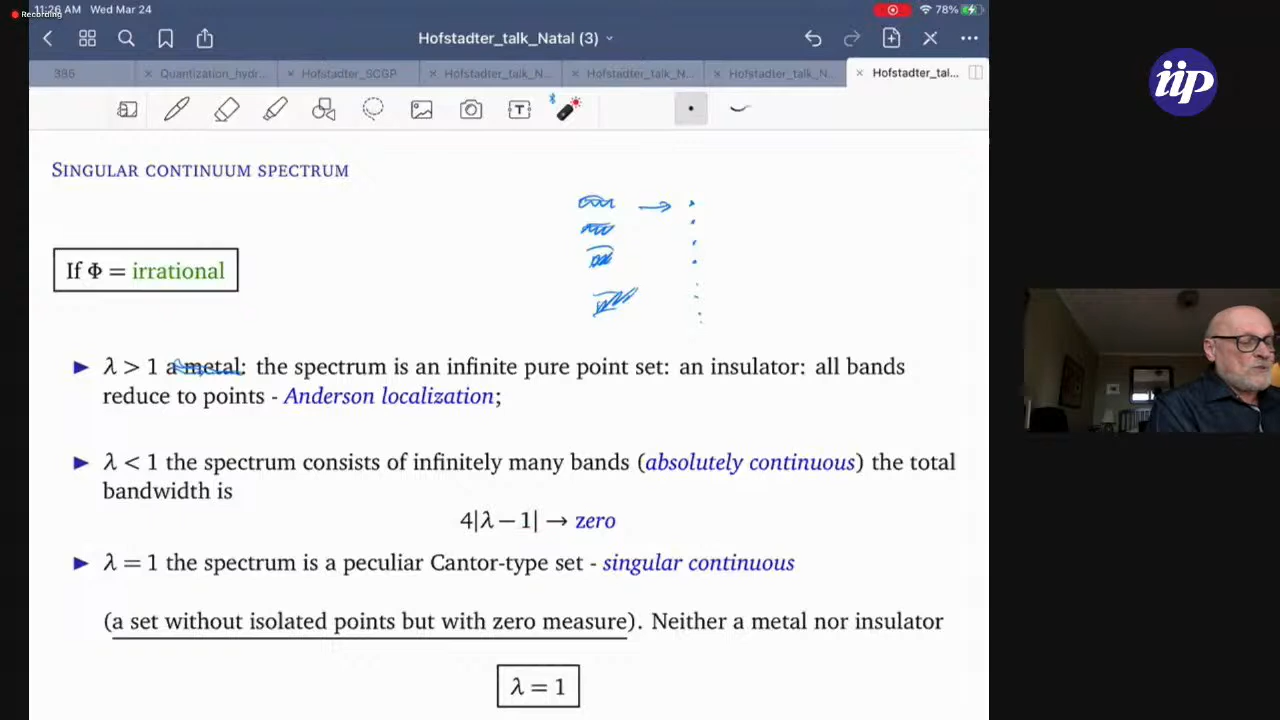 11:26 AM Wed Mar 24
Recording
78%
Hofstadter_talk_Natal (3)
385
Quantization_hydr...
Hofstadter_SCGP
Hofstadter_talk_N...
Hofstadter_talk_N...
Hofstadter_talk_N...
Hofstadter_tal...
T
iip
SINGULAR CONTINUUM SPECTRUM
If Φ = irrational
λ > 1 a metal: the spectrum is an infinite pure point set: an insulator: all bands
reduce to points - Anderson localization;
λ < 1 the spectrum consists of infinitely many bands (absolutely continuous) the total
bandwidth is
4|λ − 1| → zero
λ = 1 the spectrum is a peculiar Cantor-type set - singular continuous
(a set without isolated points but with zero measure). Neither a metal nor insulator
λ = 1